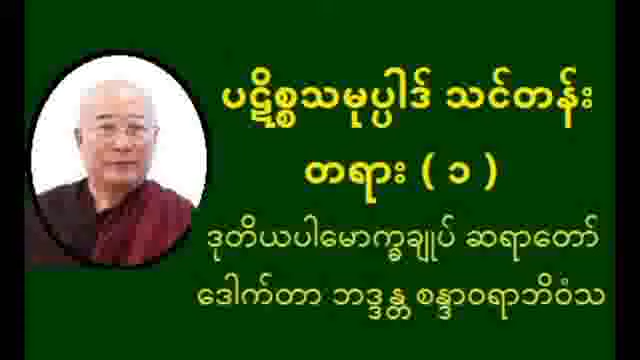 ပဋိစ္စသမုပ္ပါဒ် သင်တန်း
တရား ( ၁ )
ဒုတိယပါမောက္ခချုပ် ဆရာတော်
ဒေါက်တာ ဘဒ္ဒန္တ စန္ဒာဝရာဘိဝံသ